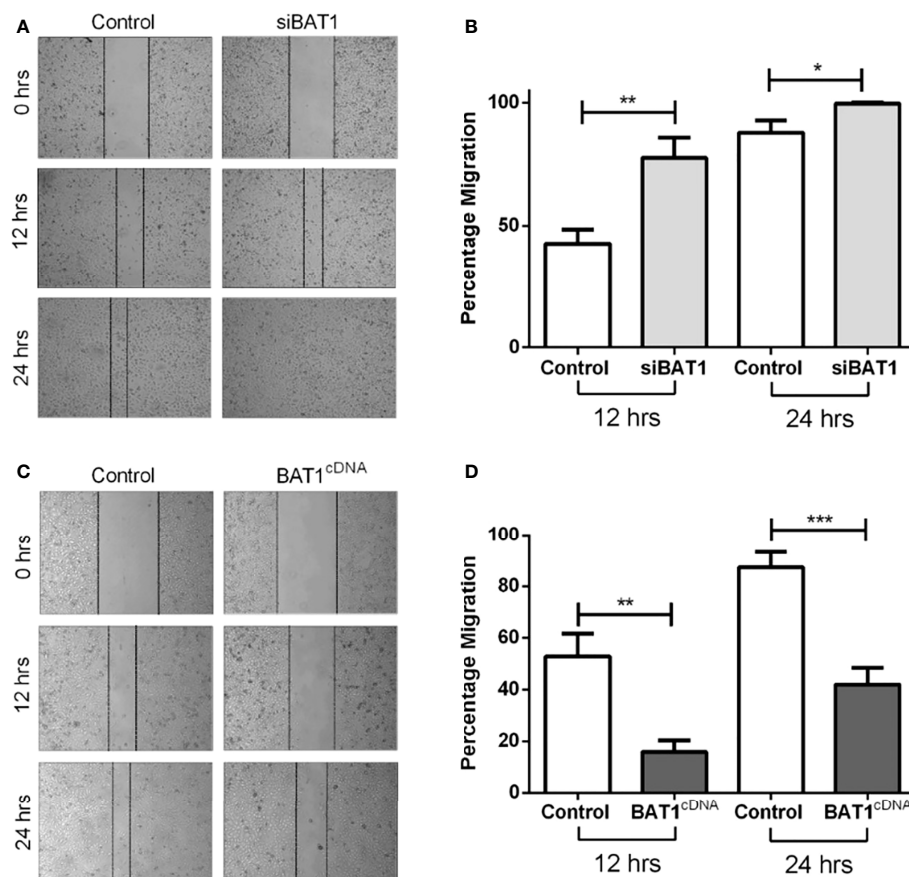 A
Control
siBAT1
0 hrs
12 hrs
24 hrs
B
Percentage Migration
100
50
0
**
*
Control
siBAT1
Control
siBAT1
12 hrs
24 hrs
C
Control
BAT1cDNA
0 hrs
12 hrs
24 hrs
D
Percentage Migration
100
80
60
40
20
0
**
***
Control
BAT1cDNA
Control
BAT1cDNA
12 hrs
24 hrs